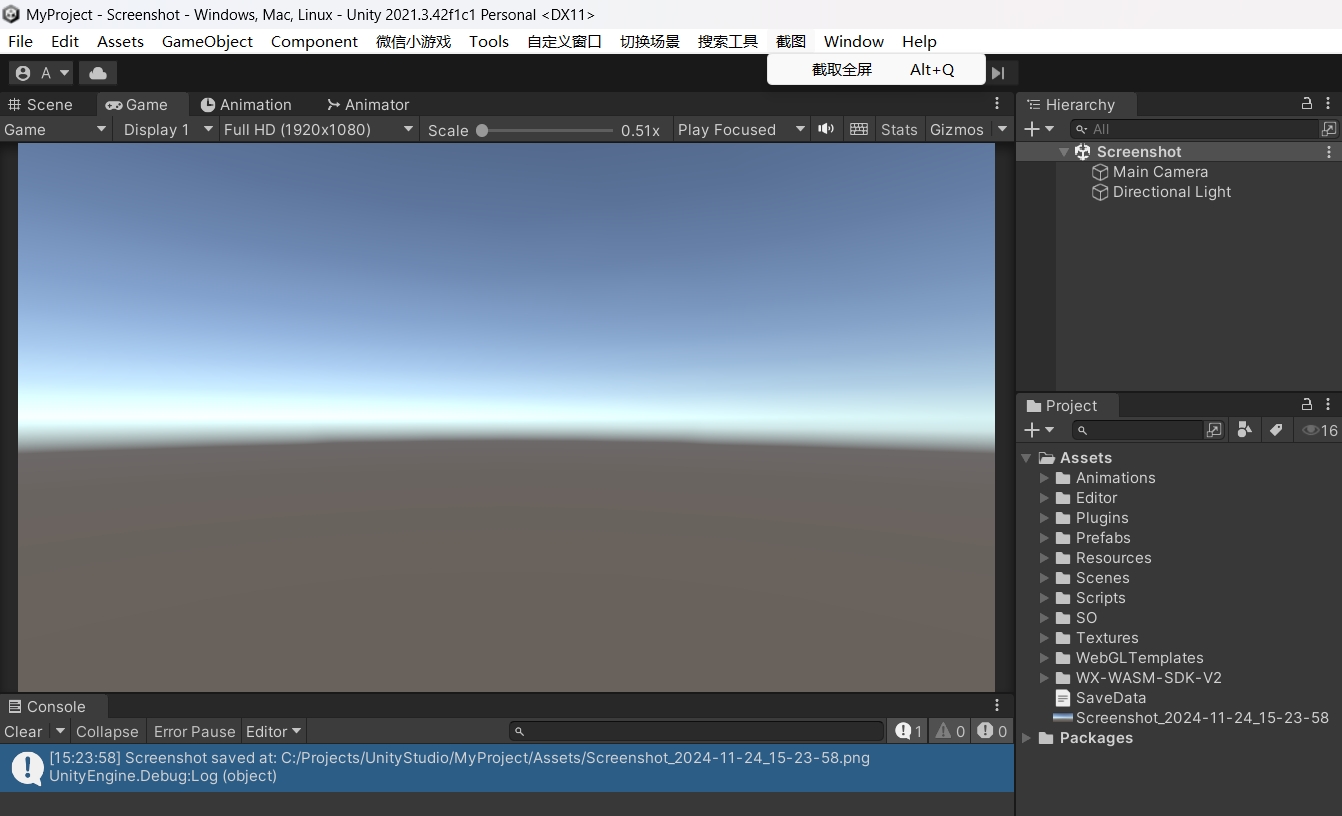 MyProject - Screenshot - Windows, Mac, Linux - Unity 2021.3.42f1c1 Personal <DX11>
File Edit Assets GameObject Component 微信小游戏 Tools 自定义窗口 切换场景 搜索工具 截图 Window Help
A
截取全屏 Alt+Q
Scene Game Animation Animator
Game Display 1 Full HD (1920x1080) Scale 0.51x Play Focused Stats Gizmos
Hierarchy
All
Screenshot
Main Camera
Directional Light
Project
16
Assets
Animations
Editor
Plugins
Prefabs
Resources
Scenes
Scripts
SO
Textures
WebGLTemplates
WX-WASM-SDK-V2
SaveData
Screenshot_2024-11-24_15-23-58
Packages
Console
Clear Collapse Error Pause Editor 1 0 0
[15:23:58] Screenshot saved at: C:/Projects/UnityStudio/MyProject/Assets/Screenshot_2024-11-24_15-23-58.png
UnityEngine.Debug:Log (object)